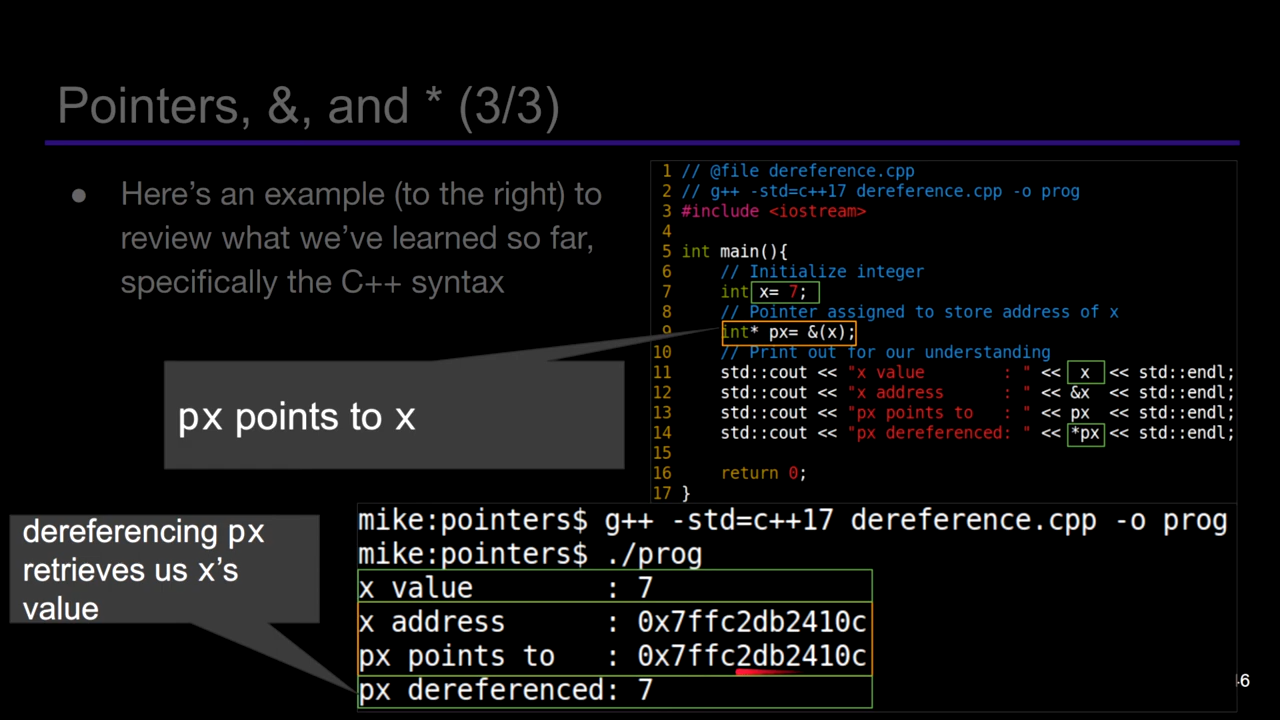 Pointers, &, and * (3/3)
● Here's an example (to the right) to
review what we've learned so far,
specifically the C++ syntax
px points to x
dereferencing px
retrieves us x's
value
1 // @file dereference.cpp
2 // g++ -std=c++17 dereference.cpp -o prog
3 #include <iostream>
4
5 int main(){
6     // Initialize integer
7     int x= 7;
8     // Pointer assigned to store address of x
9     int* px= &(x);
10     // Print out for our understanding
11     std::cout << "x value        : " << x << std::endl;
12     std::cout << "x address      : " << &x << std::endl;
13     std::cout << "px points to   : " << px << std::endl;
14     std::cout << "px dereferenced: " << *px << std::endl;
15
16     return 0;
17 }
mike:pointers$ g++ -std=c++17 dereference.cpp -o prog
mike:pointers$ ./prog
x value        : 7
x address      : 0x7ffc2db2410c
px points to   : 0x7ffc2db2410c
px dereferenced: 7
46